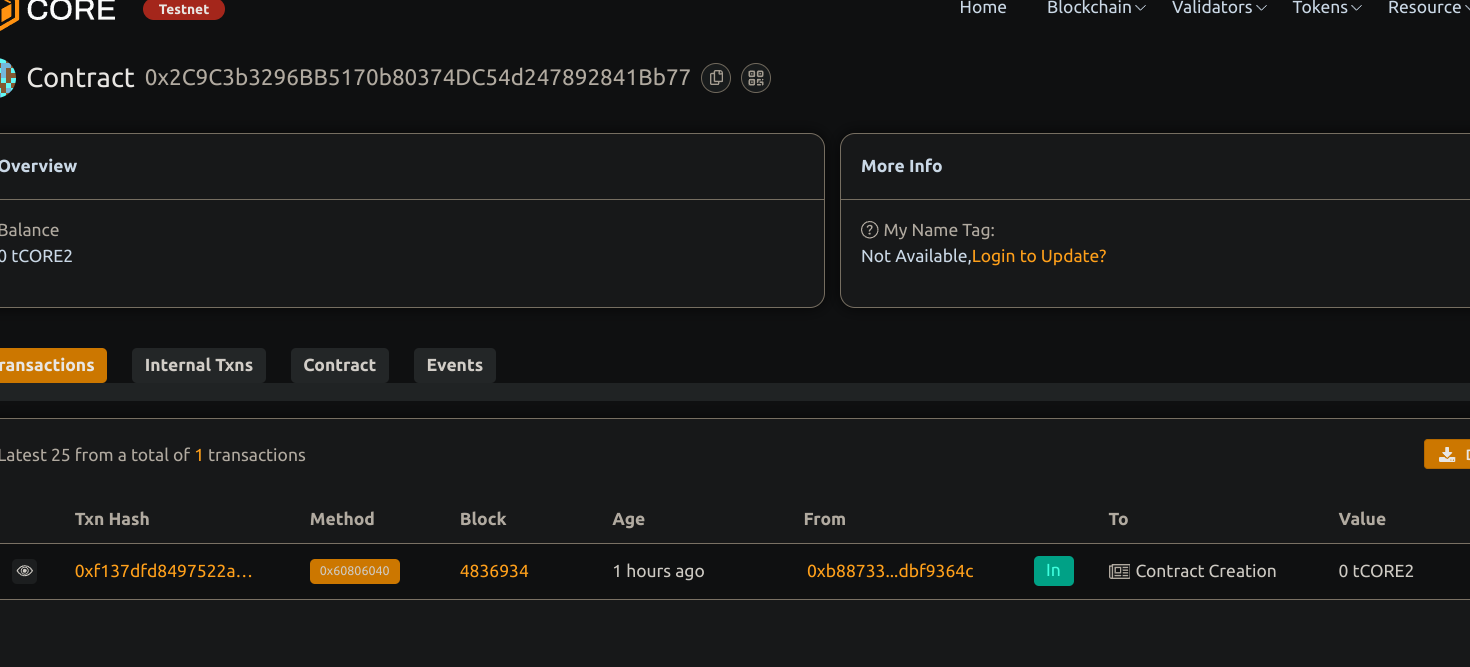 CORE Testnet Home Blockchain Validators Tokens Resource
Contract 0x2C9C3b3296BB5170b80374DC54d247892841Bb77
Overview
Balance
0 tCORE2
More Info
My Name Tag:
Not Available,Login to Update?
ransactions Internal Txns Contract Events
Latest 25 from a total of 1 transactions
Txn Hash Method Block Age From To Value
0xf137dfd8497522a... 0x60806040 4836934 1 hours ago 0xb88733...dbf9364c In Contract Creation 0 tCORE2